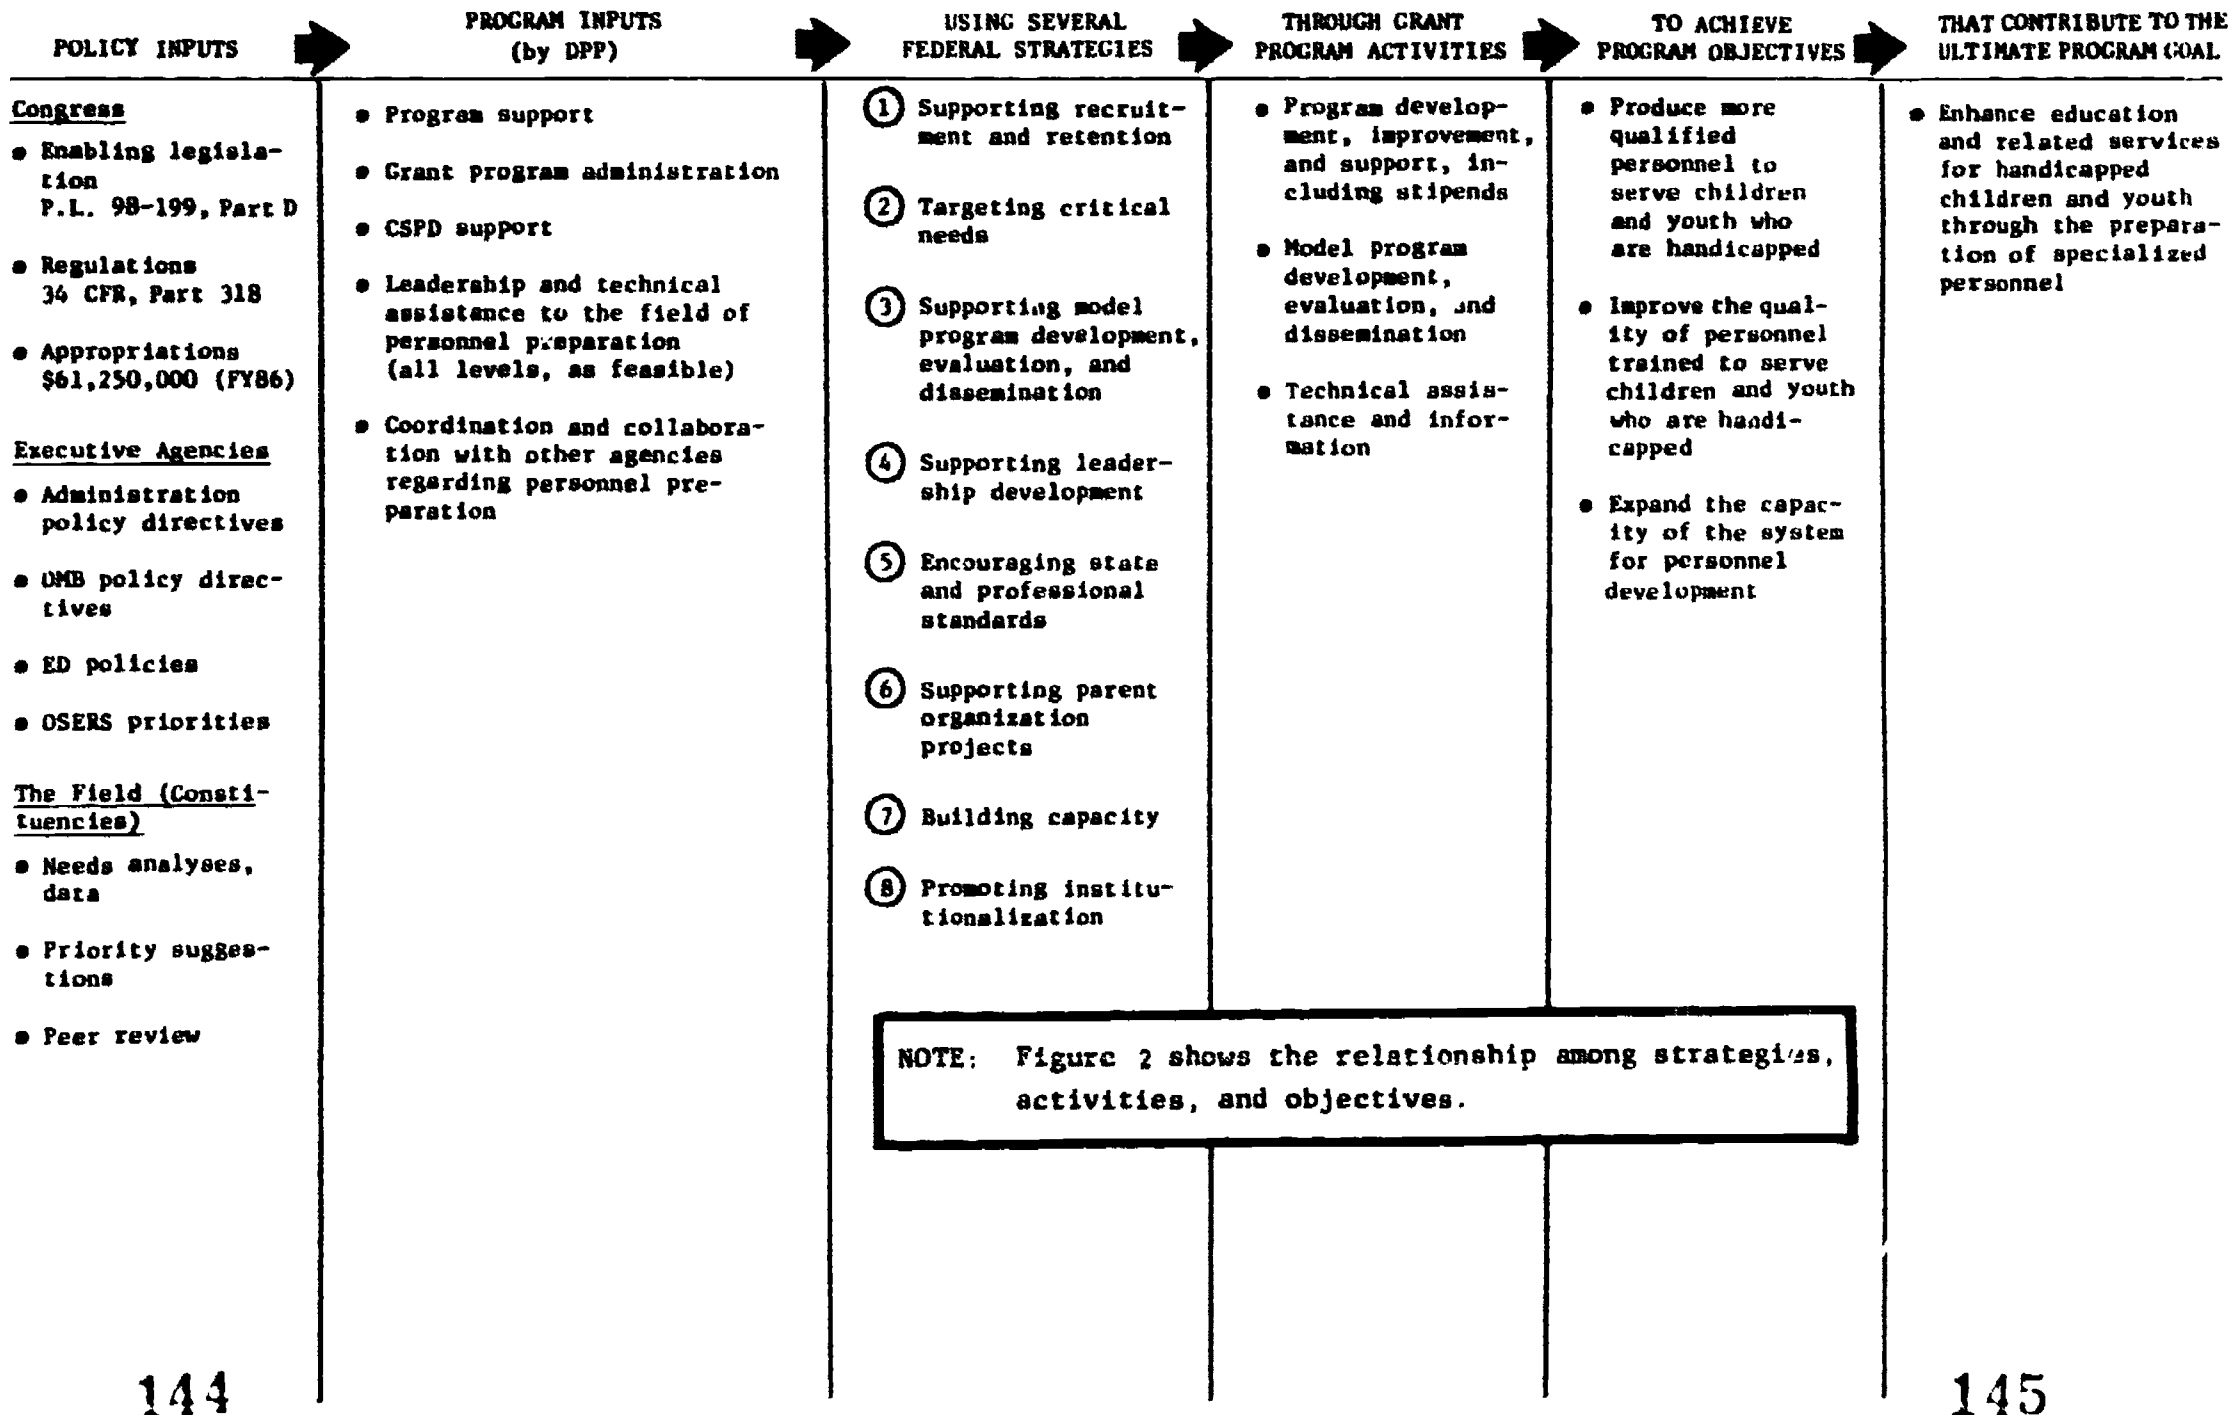 POLICY INPUTS
PROGRAM INPUTS
(by DPP)
USING SEVERAL
FEDERAL STRATEGIES
THROUGH GRANT
PROGRAM ACTIVITIES
TO ACHIEVE
PROGRAM OBJECTIVES
THAT CONTRIBUTE TO THE
ULTIMATE PROGRAM GOAL
Congress
• Enabling legisla-
tion
P.L. 98-199, Part D
• Regulations
34 CFR, Part 318
• Appropriations
$61,250,000 (FY86)
Executive Agencies
• Administration
policy directives
• OMB policy direc-
tives
• ED policies
• OSERS priorities
The Field (Consti-
tuencies)
• Needs analyses,
data
• Priority sugges-
tions
• Peer review
• Program support
• Grant program administration
• CSPD support
• Leadership and technical
assistance to the field of
personnel preparation
(all levels, as feasible)
• Coordination and collabora-
tion with other agencies
regarding personnel pre-
paration
1 Supporting recruit-
ment and retention
2 Targeting critical
needs
3 Supporting model
program development,
evaluation, and
dissemination
4 Supporting leader-
ship development
5 Encouraging state
and professional
standards
6 Supporting parent
organization
projects
7 Building capacity
8 Promoting institu-
tionalization
• Program develop-
ment, improvement,
and support, in-
cluding stipends
• Model program
development,
evaluation, and
dissemination
• Technical assis-
tance and infor-
mation
• Produce more
qualified
personnel to
serve children
and youth who
are handicapped
• Improve the qual-
ity of personnel
trained to serve
children and youth
who are handi-
capped
• Expand the capac-
ity of the system
for personnel
development
• Enhance education
and related services
for handicapped
children and youth
through the prepara-
tion of specialized
personnel
NOTE: Figure 2 shows the relationship among strategies,
activities, and objectives.
144
145